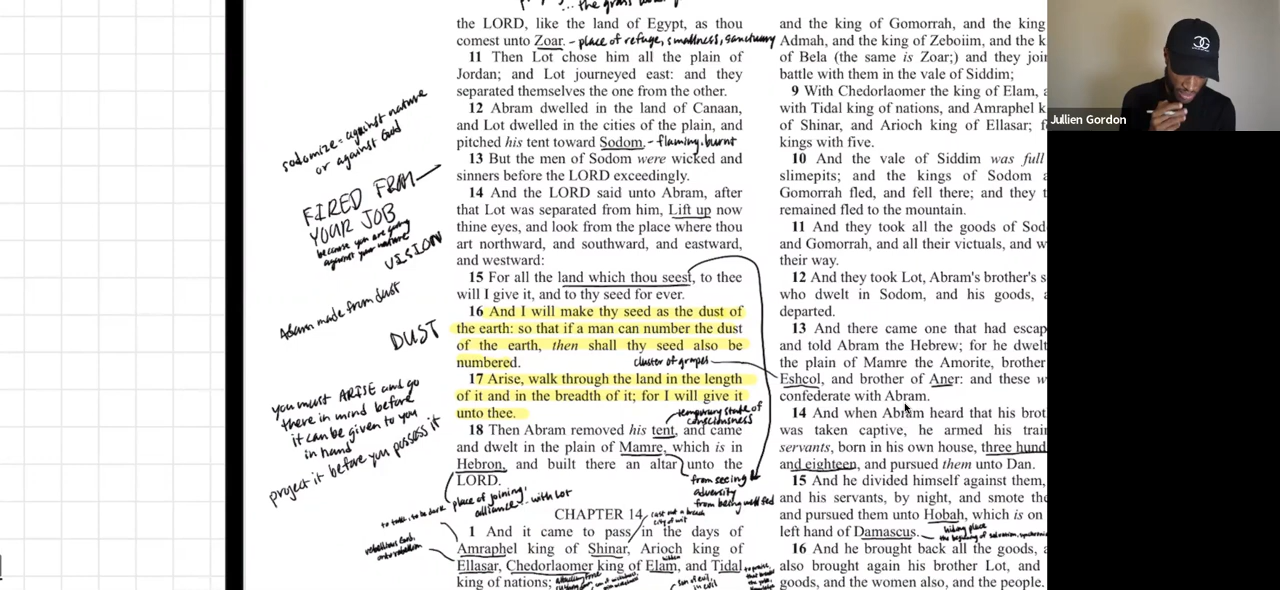 the LORD, like the land of Egypt, as thou
comest unto Zoar. - place of refuge, smallness, sanctuary
11 Then Lot chose him all the plain of
Jordan; and Lot journeyed east: and they
separated themselves the one from the other.
12 Abram dwelled in the land of Canaan,
and Lot dwelled in the cities of the plain, and
pitched his tent toward Sodom. - flaming, burnt
13 But the men of Sodom were wicked and
sinners before the LORD exceedingly.
14 And the LORD said unto Abram, after
that Lot was separated from him, Lift up now
thine eyes, and look from the place where thou
art northward, and southward, and eastward,
and westward:
15 For all the land which thou seest, to thee
will I give it, and to thy seed for ever.
16 And I will make thy seed as the dust of
the earth: so that if a man can number the dust
of the earth, then shall thy seed also be
numbered.
17 Arise, walk through the land in the length
of it and in the breadth of it; for I will give it
unto thee.
18 Then Abram removed his tent, and came
and dwelt in the plain of Mamre, which is in
Hebron, and built there an altar unto the
LORD.
CHAPTER 14
1 And it came to pass in the days of
Amraphel king of Shinar, Arioch king of
Ellasar, Chedorlaomer king of Elam, and Tidal
king of nations;
sodomize = against nature
or against God
FIRED FROM
YOUR JOB
because you are going
against your nature
VISION
Adam made from dust
DUST
you must ARISE and go
there in mind before
it can be given to you
in hand
project it before you possess it
cluster of grapes
temporary state of
consciousness
from seeing
adversity
from being well fed
place of joining,
alliance - with Lot
and the king of Gomorrah, and the king
Admah, and the king of Zeboiim, and the k
of Bela (the same is Zoar;) and they joi
battle with them in the vale of Siddim;
9 With Chedorlaomer the king of Elam, a
with Tidal king of nations, and Amraphel k
of Shinar, and Arioch king of Ellasar; f
kings with five.
10 And the vale of Siddim was full
slimepits; and the kings of Sodom a
Gomorrah fled, and fell there; and they t
remained fled to the mountain.
11 And they took all the goods of Sod
and Gomorrah, and all their victuals, and w
their way.
12 And they took Lot, Abram's brother's s
who dwelt in Sodom, and his goods, a
departed.
13 And there came one that had escap
and told Abram the Hebrew; for he dwelt
the plain of Mamre the Amorite, brother
Eshcol, and brother of Aner: and these w
confederate with Abram.
14 And when Abram heard that his brot
was taken captive, he armed his trai
servants, born in his own house, three hund
and eighteen, and pursued them unto Dan.
15 And he divided himself against them,
and his servants, by night, and smote the
and pursued them unto Hobah, which is on
left hand of Damascus.
hiding place
16 And he brought back all the goods, a
also brought again his brother Lot, and
goods, and the women also, and the people.
Jullien Gordon